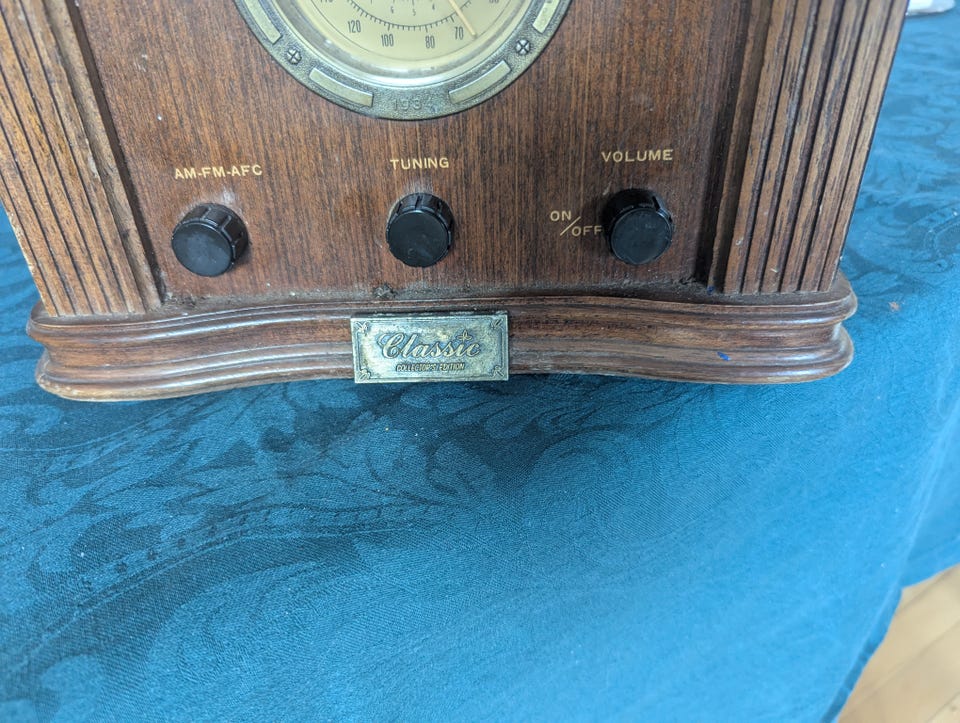 120 100 80 70
1934
AM-FM-AFC
TUNING
VOLUME
ON/OFF
Classic
COLLECTOR'S EDITION